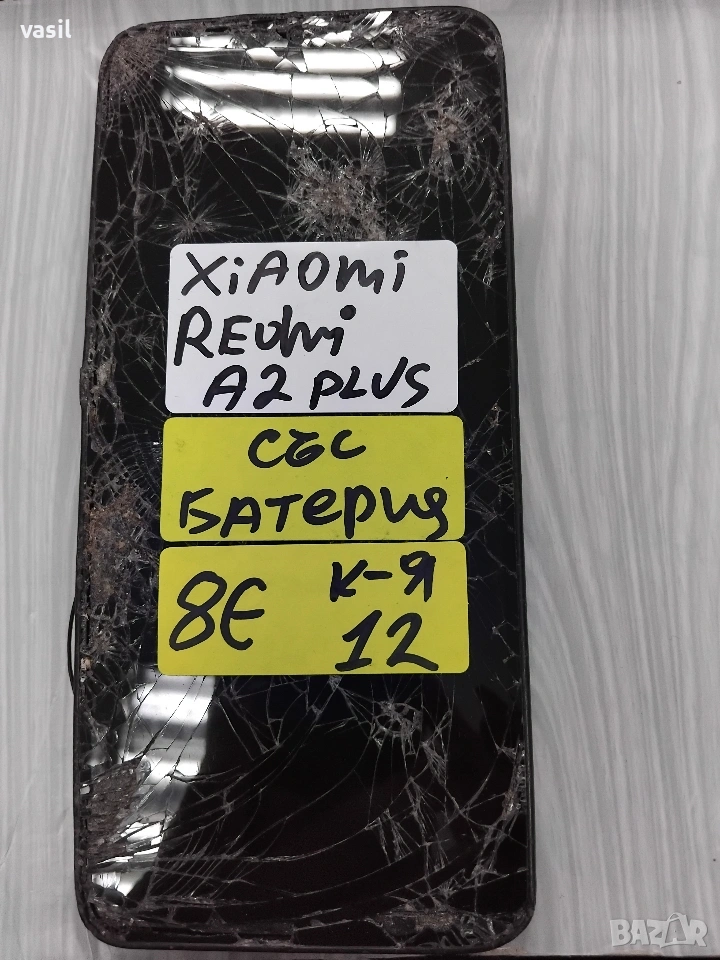 vasil
XiAOmi
REDmi
A2 PLUS
СЪС
БАТерия
8€ К-Я
12
BAZAR